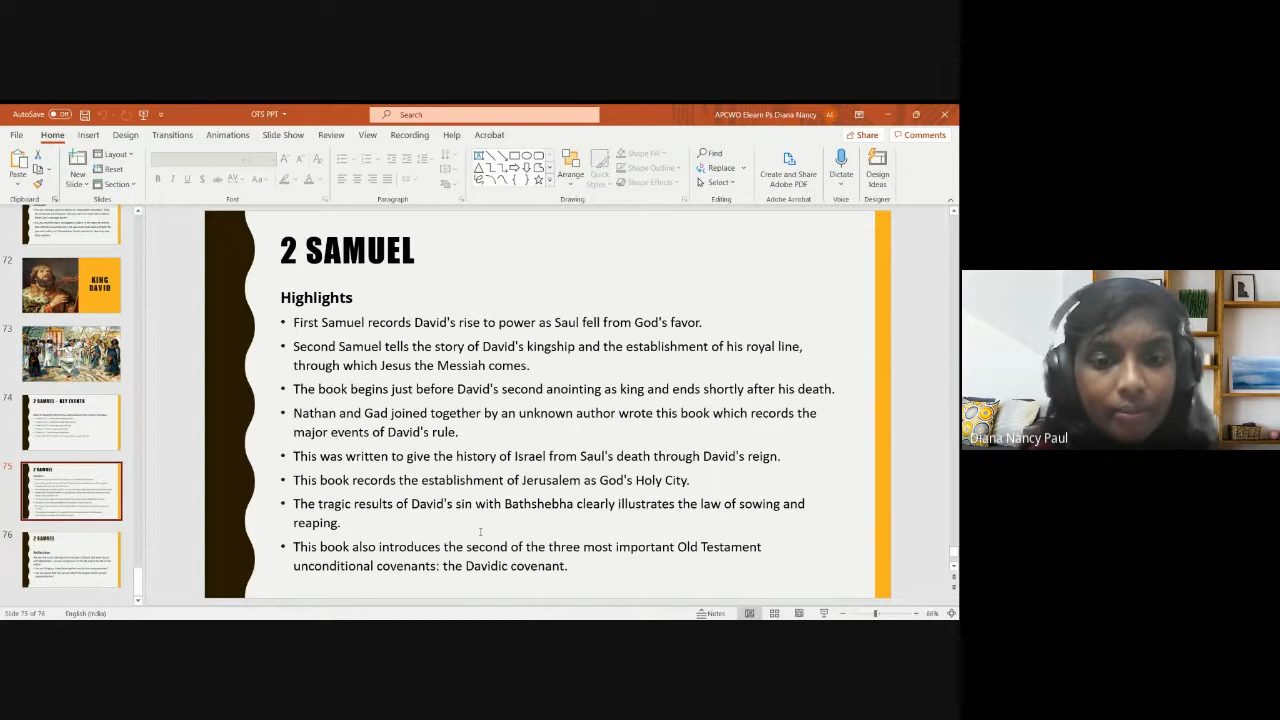 AutoSave Off
OTS PPT
Search
APCWO Elearn Ps Diana Nancy AE
File Home Insert Design Transitions Animations Slide Show Review View Recording Help Acrobat
Share Comments
Paste
New Slide
Layout
Reset
Section
Arrange
Quick Styles
Shape Fill
Shape Outline
Shape Effects
Find
Replace
Select
Create and Share Adobe PDF
Dictate
Design Ideas
Clipboard Slides Font Paragraph Drawing Editing Adobe Acrobat Voice Designer
72
KING DAVID
73
74
2 SAMUEL - KEY EVENTS
75
2 SAMUEL
76
2 SAMUEL
Reflection
2 SAMUEL
Highlights
• First Samuel records David's rise to power as Saul fell from God's favor.
• Second Samuel tells the story of David's kingship and the establishment of his royal line,
through which Jesus the Messiah comes.
• The book begins just before David's second anointing as king and ends shortly after his death.
• Nathan and Gad joined together by an unknown author wrote this book which records the
major events of David's rule.
• This was written to give the history of Israel from Saul's death through David's reign.
• This book records the establishment of Jerusalem as God's Holy City.
• The tragic results of David's sin with Bathshebha clearly illustrates the law of sowing and
reaping.
• This book also introduces the second of the three most important Old Testament
unconditional covenants: the Davidic covenant.
Slide 75 of 76 English (India)
Notes
88%
Diana Nancy Paul